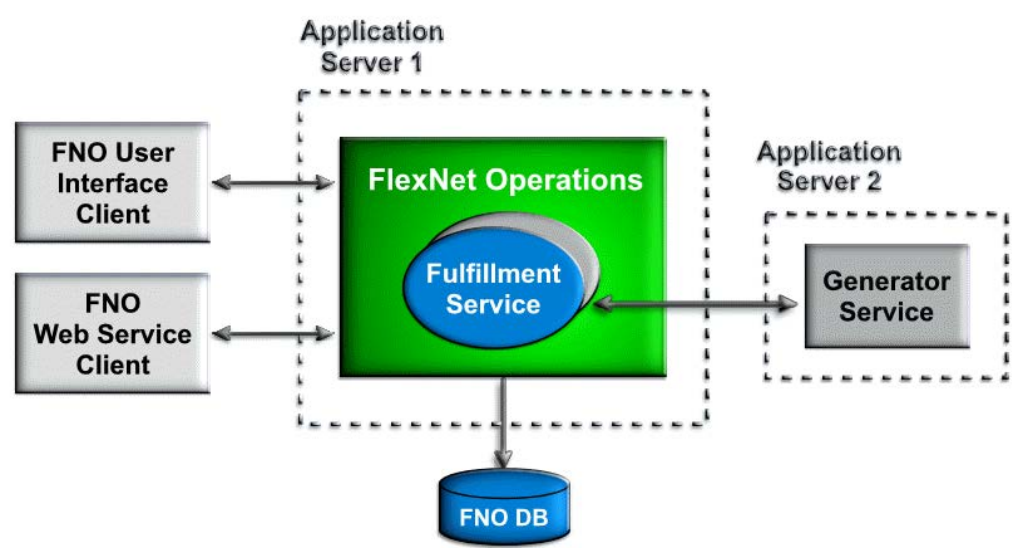 Application
Server 1
FNO User
Interface
Client
FlexNet Operations
Application
Server 2
Fulfillment
Service
Generator
Service
FNO
Web Service
Client
FNO DB